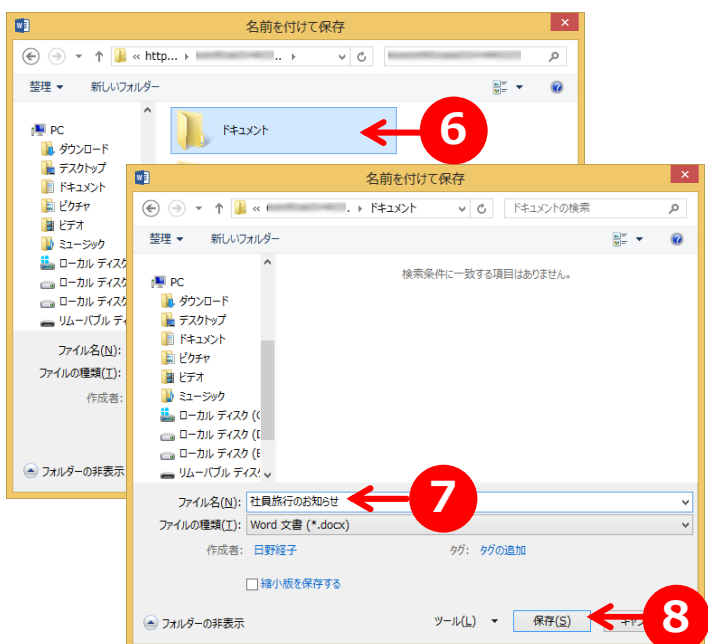 名前を付けて保存
« http... ▸ .. ▸
整理 ▼ 新しいフォルダー
PC
ダウンロード
デスクトップ
ドキュメント
ピクチャ
ビデオ
ミュージック
ローカル ディスク
ローカル ディスク
ローカル ディスク
リムーバブル ディ
ドキュメント
6
ファイル名(N):
ファイルの種類(T):
作成者:
フォルダーの非表示
名前を付けて保存
« . ▸ ドキュメント
ドキュメントの検索
整理 ▼ 新しいフォルダー
検索条件に一致する項目はありません。
PC
ダウンロード
デスクトップ
ドキュメント
ピクチャ
ビデオ
ミュージック
ローカル ディスク (C
ローカル ディスク (D
ローカル ディスク (E
リムーバブル ディスク
ファイル名(N): 社員旅行のお知らせ
7
ファイルの種類(T): Word 文書 (*.docx)
作成者: 日野経子 タグ: タグの追加
縮小版を保存する
フォルダーの非表示 ツール(L) ▼ 保存(S)
8